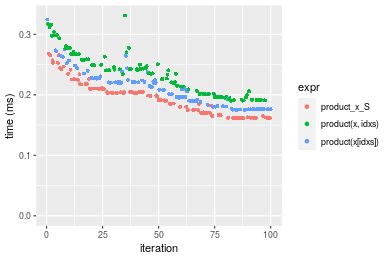 time (ms)
0.3
0.2
0.1
0.0
0
25
50
75
100
iteration
expr
product_x_S
product(x, idxs)
product(x[idxs])